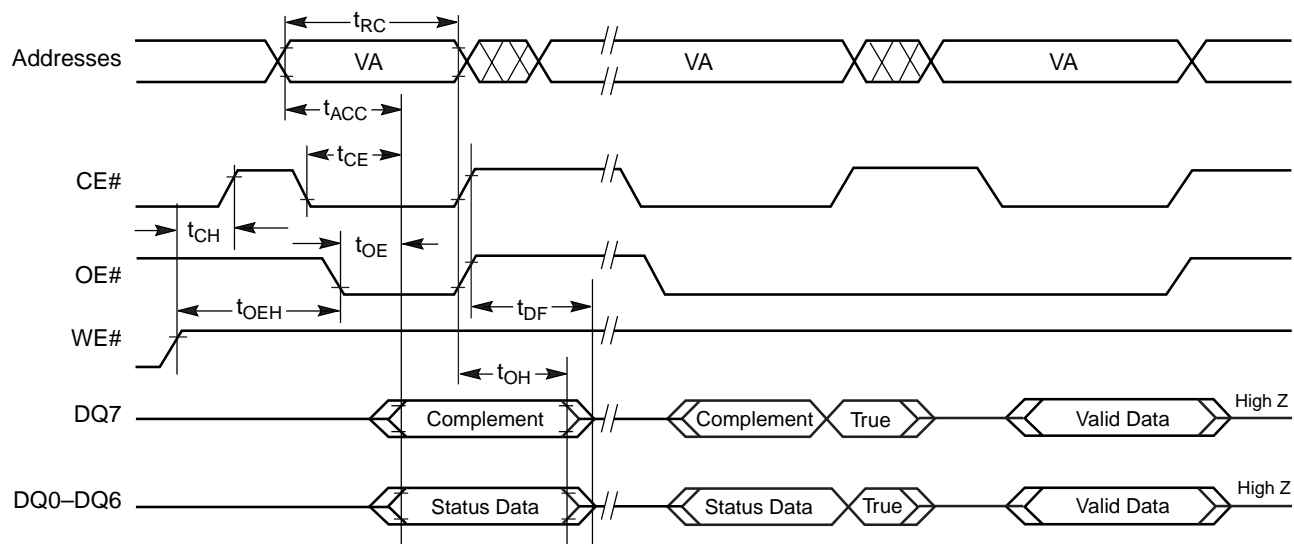 tRC
Addresses VA VA VA
tACC
tCE
CE#
tCH tOE
OE#
tOEH tDF
WE#
tOH
DQ7 Complement Complement True Valid Data High Z
DQ0–DQ6 Status Data Status Data True Valid Data High Z